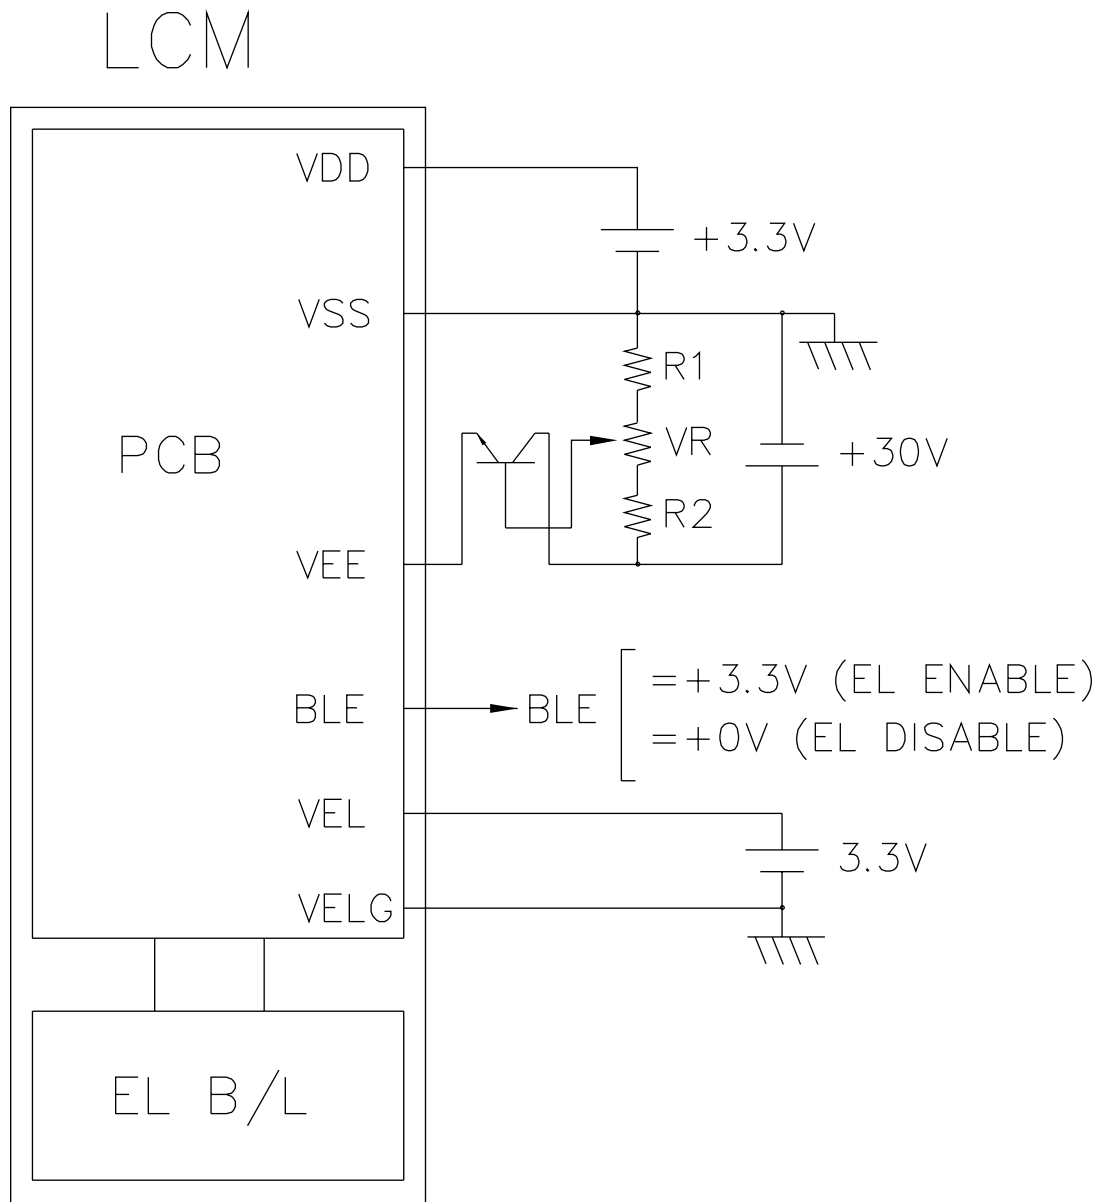 LCM
VDD
+3.3V
VSS
R1
VR
+30V
PCB
R2
VEE
=+3.3V (EL ENABLE)
BLE
BLE
=+0V (EL DISABLE)
VEL
3.3V
VELG
EL B/L